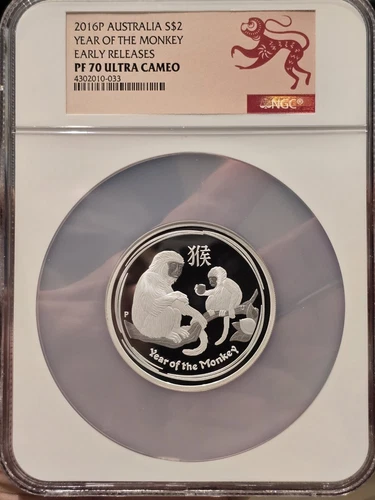 2016P AUSTRALIA S$2
YEAR OF THE MONKEY
EARLY RELEASES
PF 70 ULTRA CAMEO
4302010-033
NGC®
猴
P
Year of the Monkey